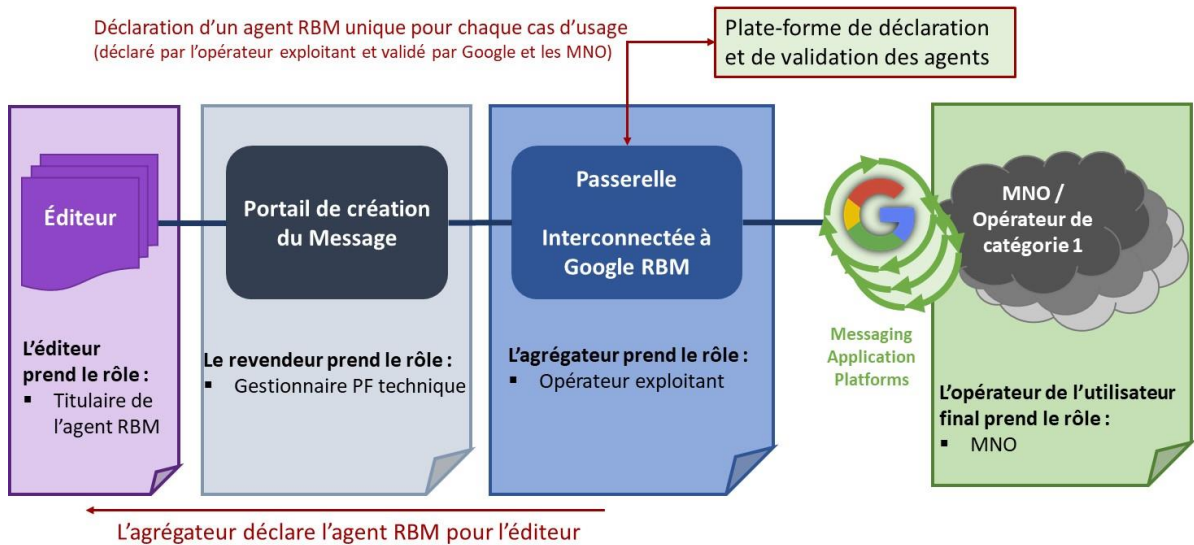 Déclaration d'un agent RBM unique pour chaque cas d'usage
(déclaré par l'opérateur exploitant et validé par Google et les MNO)
Plate-forme de déclaration
et de validation des agents
Éditeur
Portail de création
du Message
Passerelle
Interconnectée à
Google RBM
MNO /
Opérateur de
catégorie 1
Messaging
Application
Platforms
L'éditeur
prend le rôle :
▪ Titulaire de
l'agent RBM
Le revendeur prend le rôle :
▪ Gestionnaire PF technique
L'agrégateur prend le rôle :
▪ Opérateur exploitant
L'opérateur de l'utilisateur
final prend le rôle :
▪ MNO
L'agrégateur déclare l'agent RBM pour l'éditeur